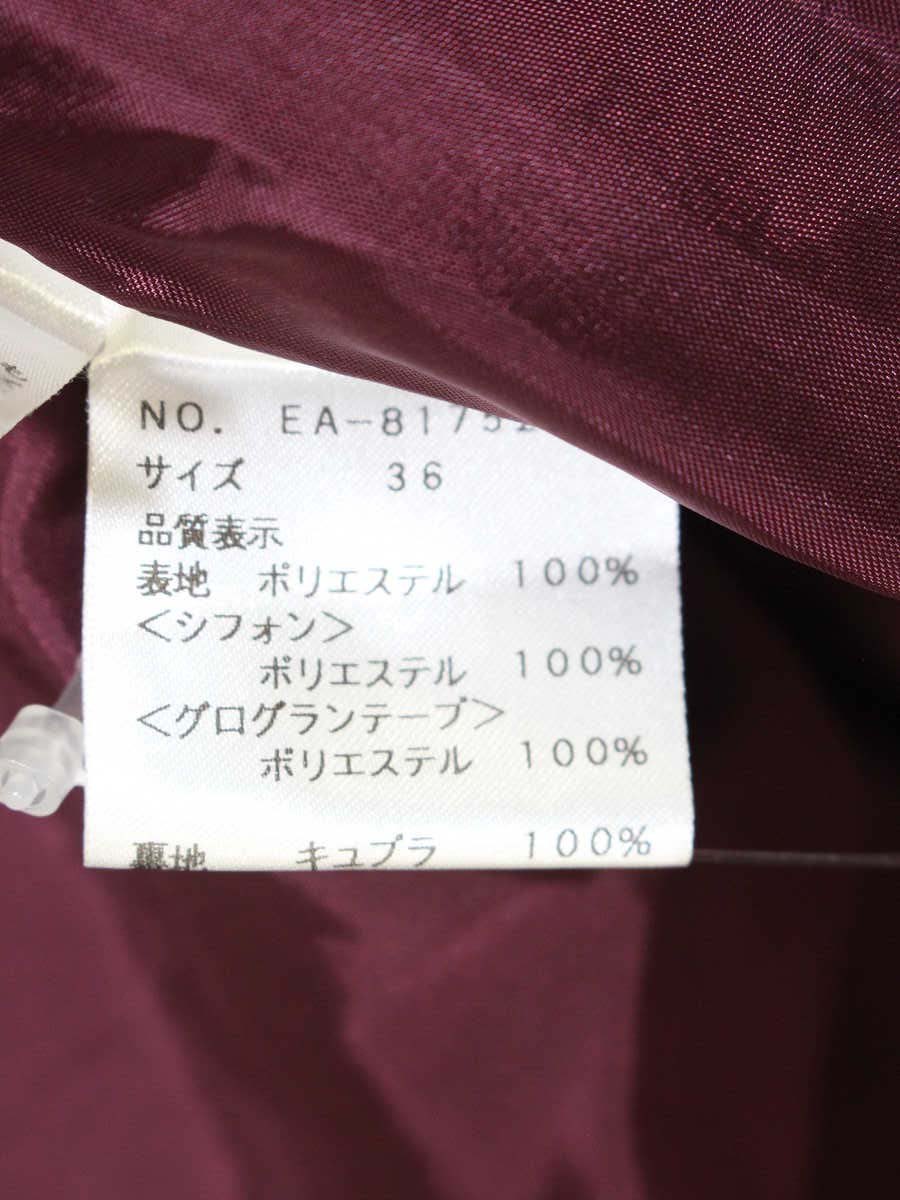 NO. EA-8175
サイズ 36
品質表示
表地 ポリエステル 100%
<シフォン>
ポリエステル 100%
<グログランテープ>
ポリエステル 100%
裏地 キュプラ 100%